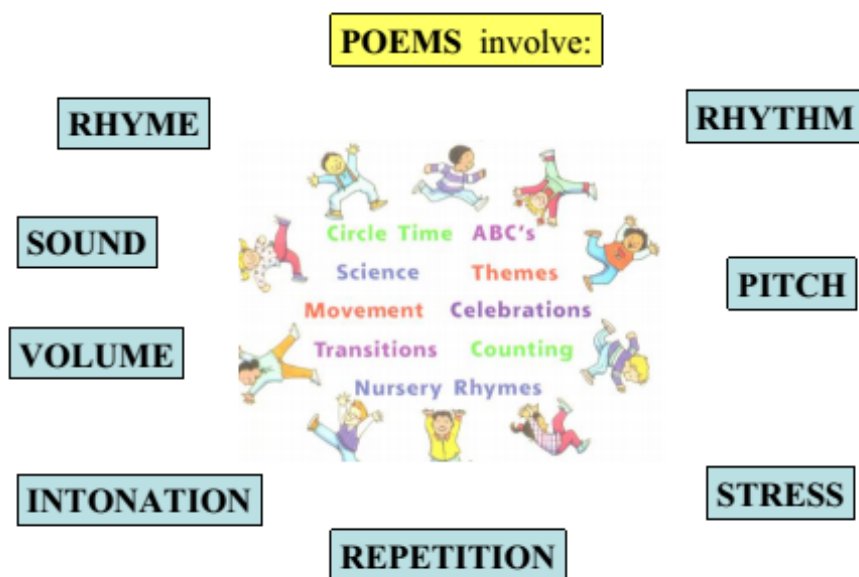 POEMS involve:
RHYME
RHYTHM
SOUND
Circle Time ABC's
Science Themes
PITCH
Movement Celebrations
VOLUME
Transitions Counting
Nursery Rhymes
INTONATION
STRESS
REPETITION